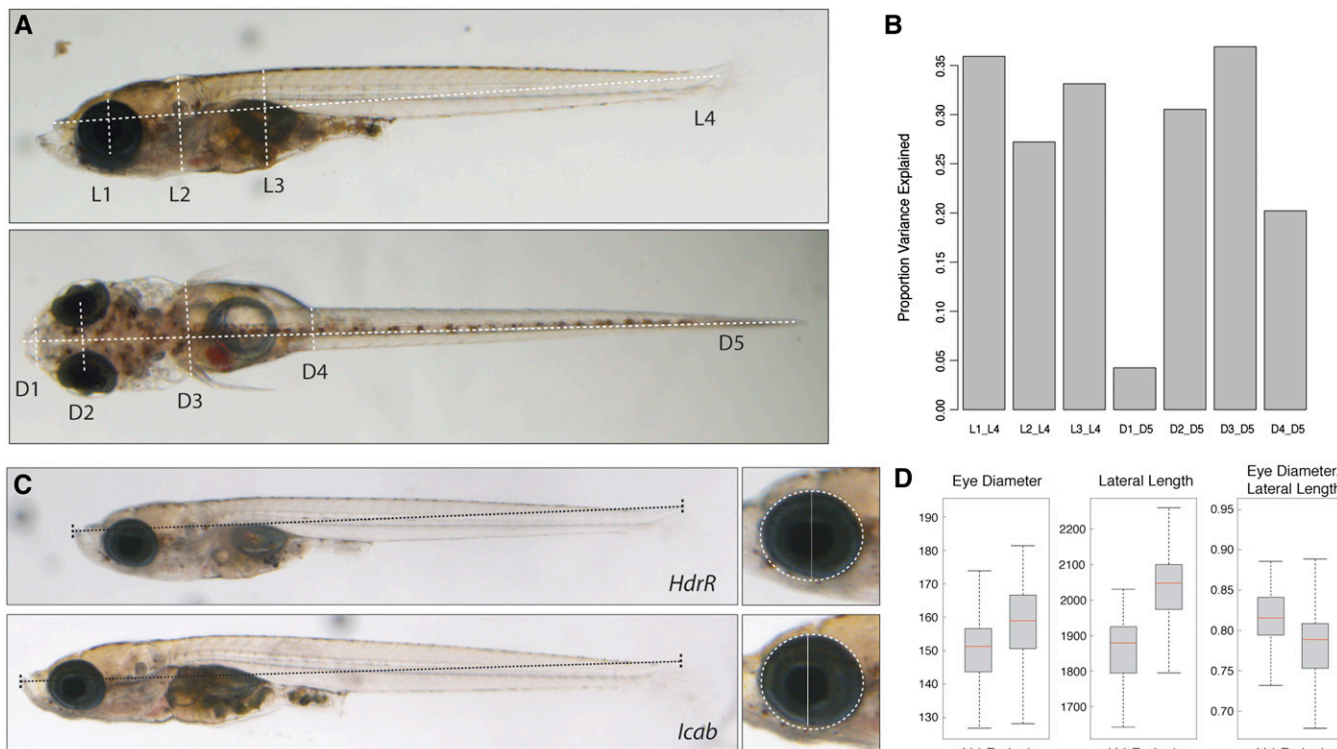 A
L1
L2
L3
L4
D1
D2
D3
D4
D5
B
Proportion Variance Explained
0.35
0.30
0.25
0.20
0.15
0.10
0.05
0.00
L1_L4
L2_L4
L3_L4
D1_D5
D2_D5
D3_D5
D4_D5
C
HdrR
Icab
D
Eye Diameter
190
180
170
160
150
140
130
Lateral Length
2200
2100
2000
1900
1800
1700
Eye Diameter
Lateral Length
0.95
0.90
0.85
0.80
0.75
0.70